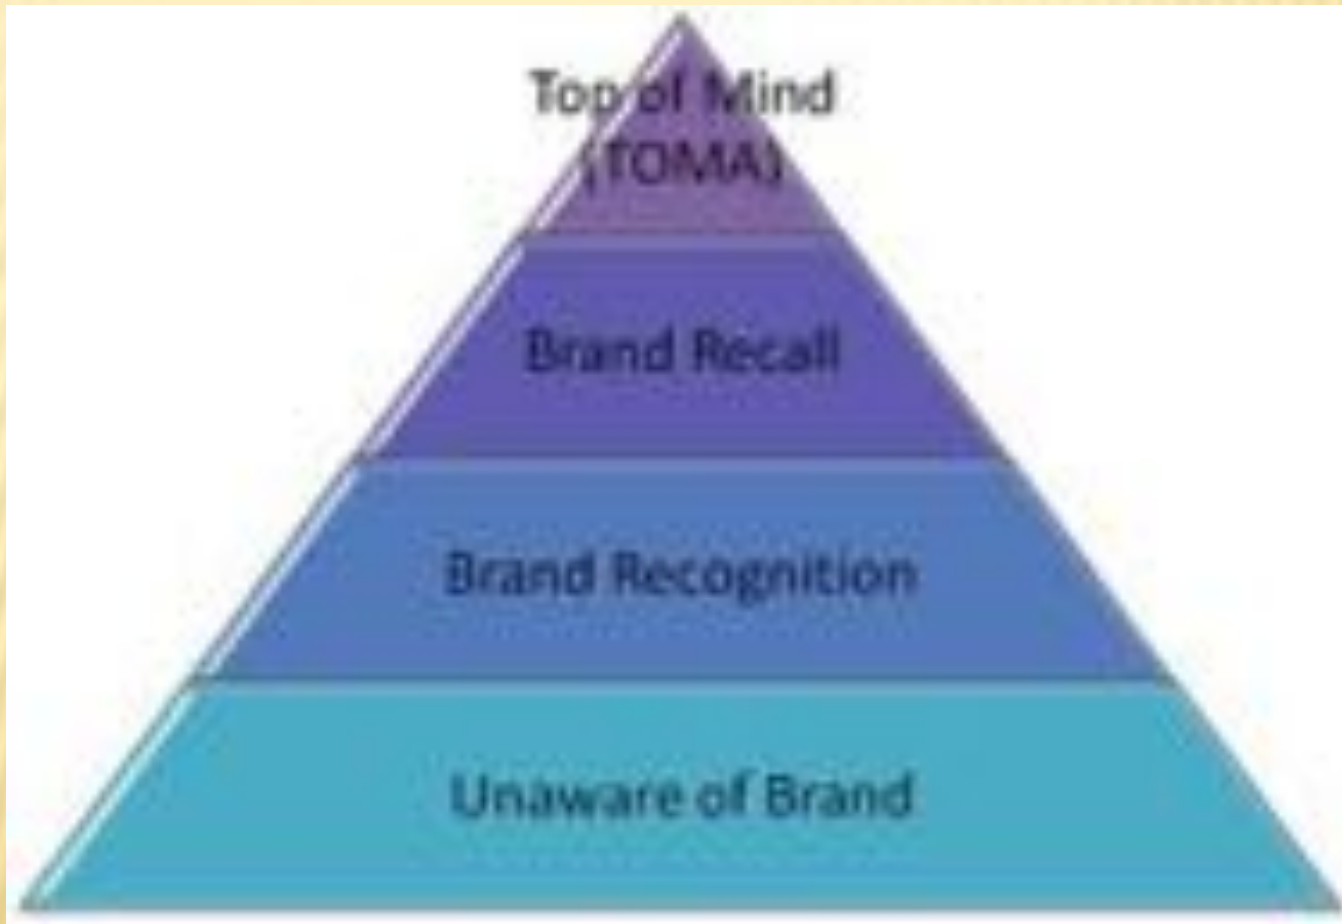 Top of Mind
(TOMA)
Brand Recall
Brand Recognition
Unaware of Brand